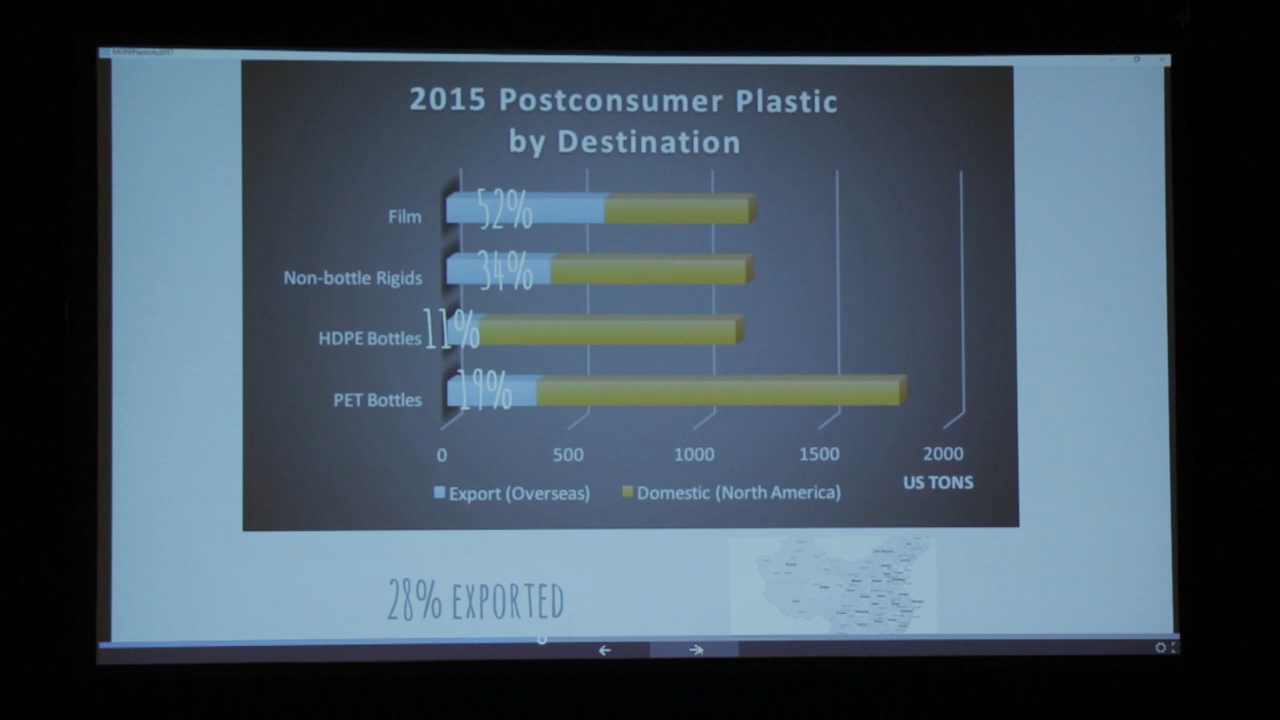 MOREPlasticity2017
2015 Postconsumer Plastic
by Destination
Film
52%
Non-bottle Rigids
34%
HDPE Bottles
11%
PET Bottles
19%
0
500
1000
1500
2000
US TONS
Export (Overseas)
Domestic (North America)
28% EXPORTED